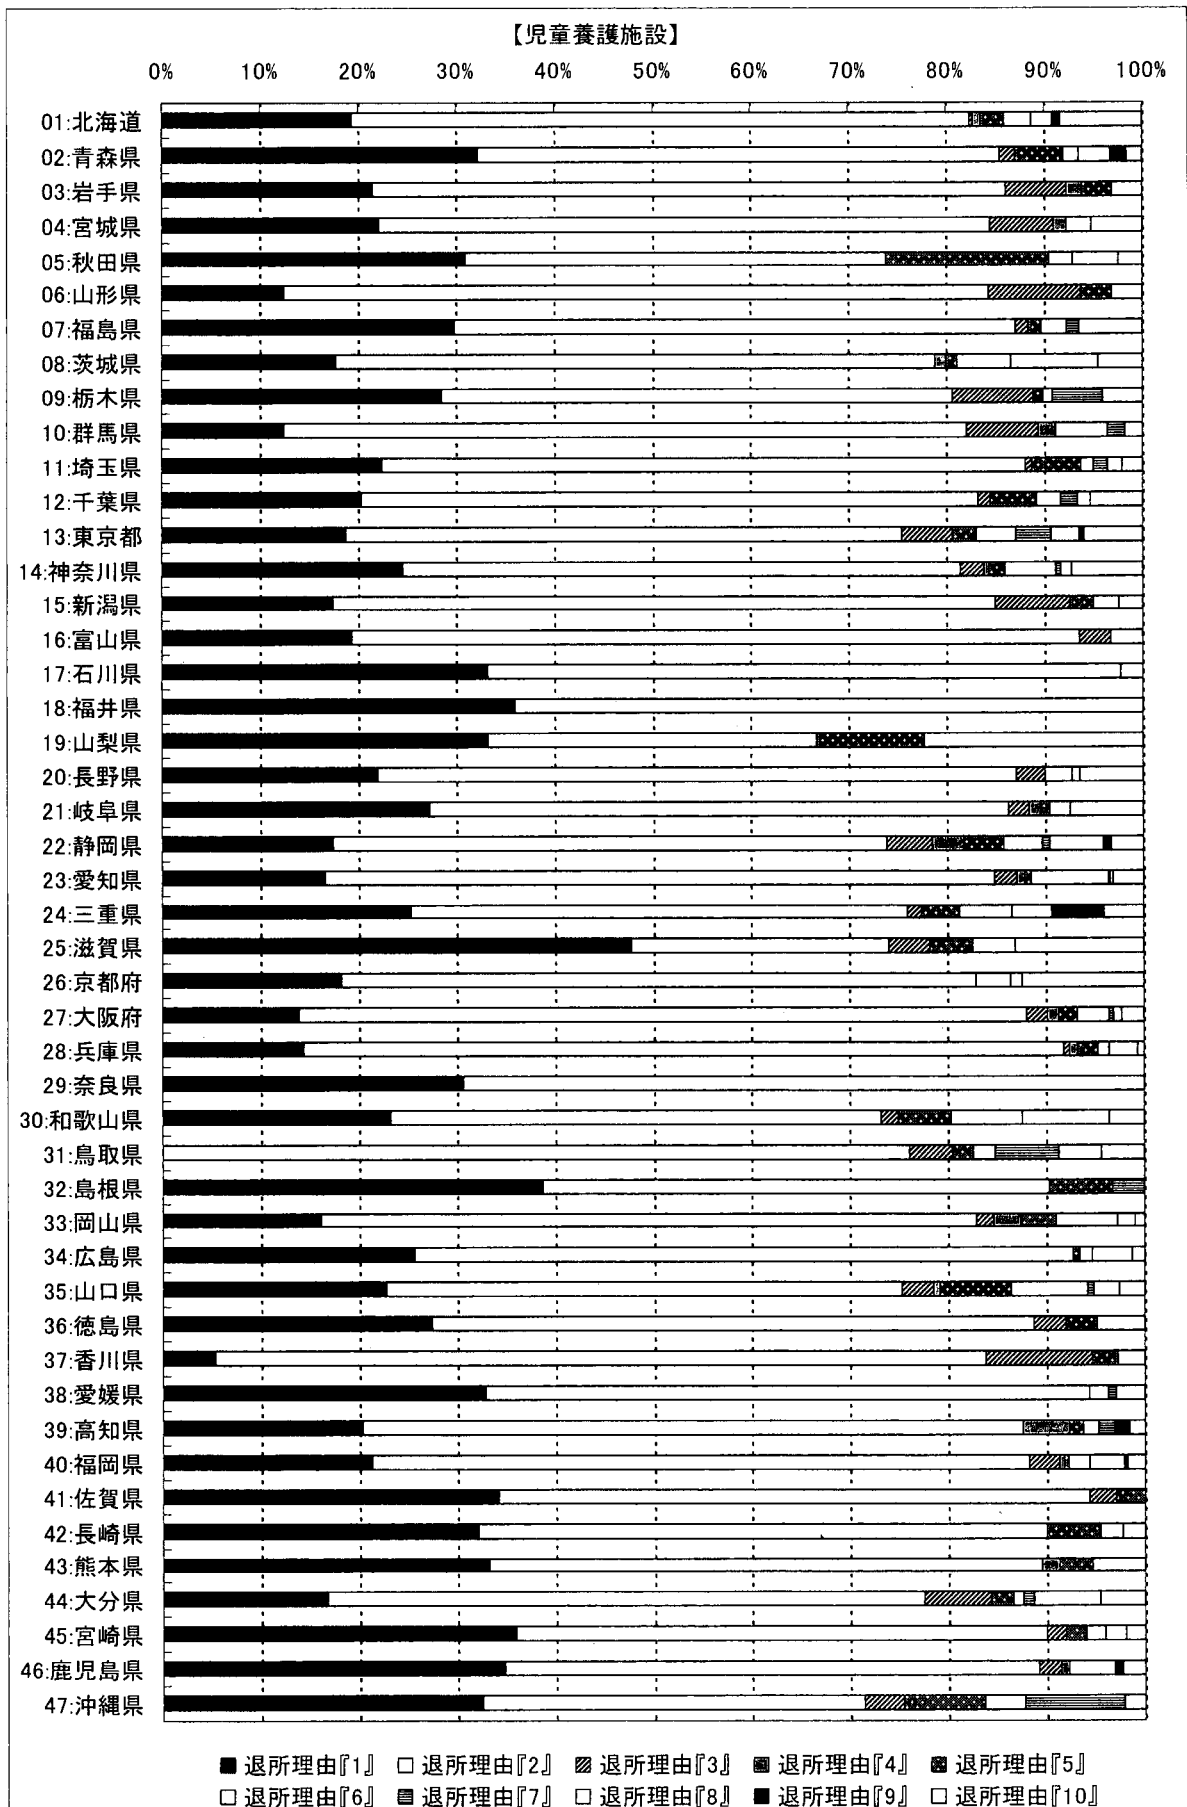 【児童養護施設】
0% 10% 20% 30% 40% 50% 60% 70% 80% 90% 100%
01:北海道
02:青森県
03:岩手県
04:宮城県
05:秋田県
06:山形県
07:福島県
08:茨城県
09:栃木県
10:群馬県
11:埼玉県
12:千葉県
13:東京都
14:神奈川県
15:新潟県
16:富山県
17:石川県
18:福井県
19:山梨県
20:長野県
21:岐阜県
22:静岡県
23:愛知県
24:三重県
25:滋賀県
26:京都府
27:大阪府
28:兵庫県
29:奈良県
30:和歌山県
31:鳥取県
32:島根県
33:岡山県
34:広島県
35:山口県
36:徳島県
37:香川県
38:愛媛県
39:高知県
40:福岡県
41:佐賀県
42:長崎県
43:熊本県
44:大分県
45:宮崎県
46:鹿児島県
47:沖縄県
退所理由『1』 退所理由『2』 退所理由『3』 退所理由『4』 退所理由『5』
退所理由『6』 退所理由『7』 退所理由『8』 退所理由『9』 退所理由『10』